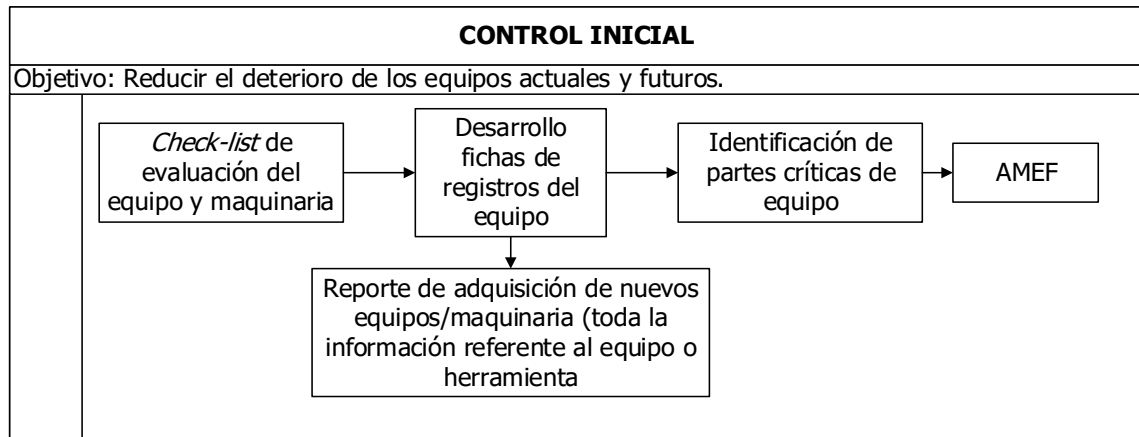 CONTROL INICIAL
Objetivo: Reducir el deterioro de los equipos actuales y futuros.
Check-list de
evaluación del
equipo y maquinaria
Desarrollo
fichas de
registros del
equipo
Identificación de
partes críticas de
equipo
AMEF
Reporte de adquisición de nuevos
equipos/maquinaria (toda la
información referente al equipo o
herramienta